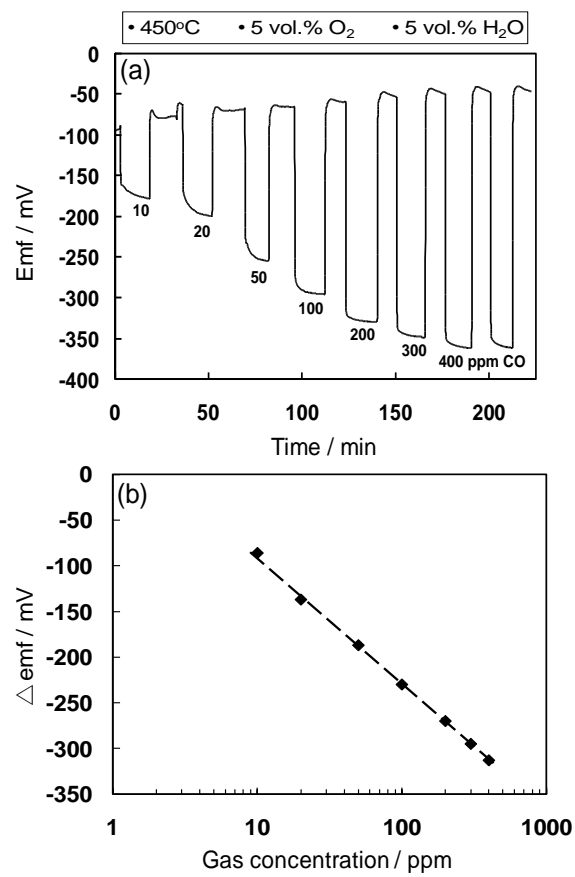 • 450°C • 5 vol.% O₂ • 5 vol.% H₂O
(a)
0
-50
-100
-150
-200
-250
-300
-350
-400
Emf / mV
10
20
50
100
200
300
400 ppm CO
0 50 100 150 200
Time / min
(b)
0
-50
-100
-150
-200
-250
-300
-350
△ emf / mV
1 10 100 1000
Gas concentration / ppm